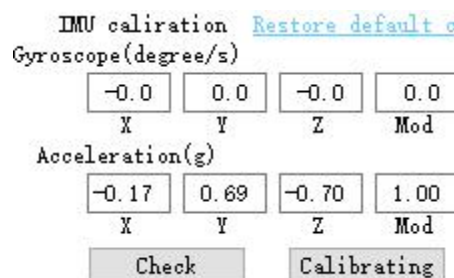 IMU caliration Restore default c
Gyroscope(degree/s)
-0.0 0.0 -0.0 0.0
X Y Z Mod
Acceleration(g)
-0.17 0.69 -0.70 1.00
X Y Z Mod
Check Calibrating